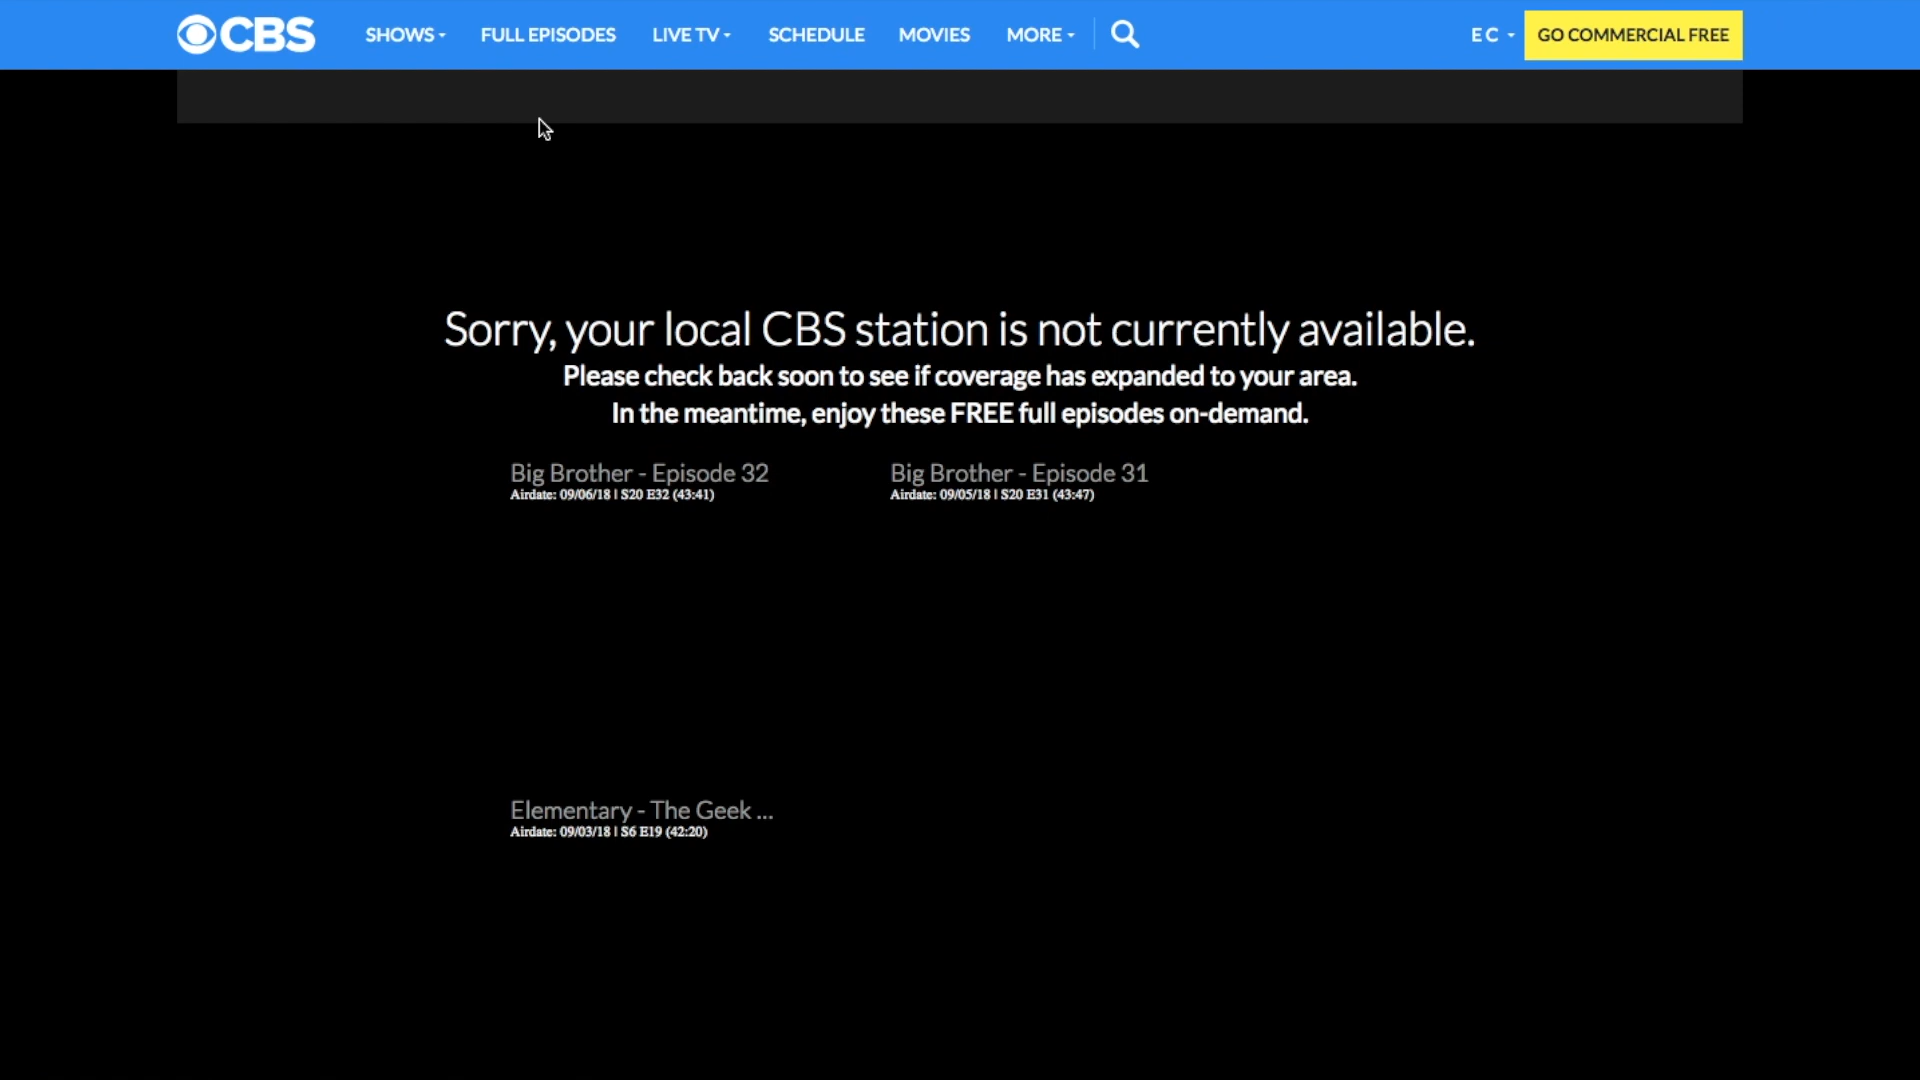 CBS SHOWS FULL EPISODES LIVE TV SCHEDULE MOVIES MORE E C GO COMMERCIAL FREE
Sorry, your local CBS station is not currently available.
Please check back soon to see if coverage has expanded to your area.
In the meantime, enjoy these FREE full episodes on-demand.
Big Brother - Episode 32
Airdate: 09/06/18 | S20 E32 (43:41)
Big Brother - Episode 31
Airdate: 09/05/18 | S20 E31 (43:47)
Elementary - The Geek ...
Airdate: 09/03/18 | S6 E19 (42:20)